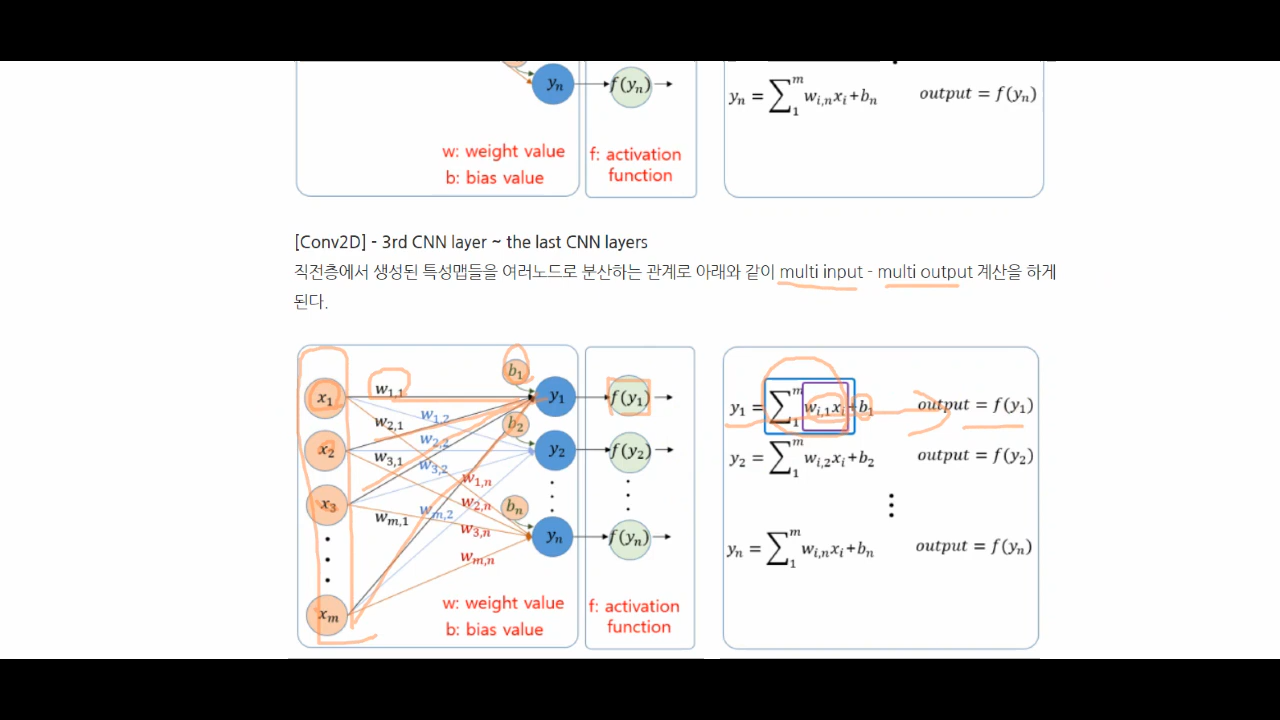 yₙ f(yₙ)
yₙ = ∑₁ᵐ wᵢ,ₙxᵢ+bₙ output = f(yₙ)
w: weight value
b: bias value
f: activation
function
[Conv2D] - 3rd CNN layer ~ the last CNN layers
직전층에서 생성된 특성맵들을 여러노드로 분산하는 관계로 아래와 같이 multi input - multi output 계산을 하게
된다.
b₁
x₁ w₁,₁ y₁ f(y₁)
w₁,₂
w₂,₁ b₂
x₂ w₂,₂ y₂ f(y₂)
w₃,₁ w₃,₂
w₁,ₙ
x₃ w₂,ₙ bₙ
wₘ,₁ wₘ,₂
w₃,ₙ yₙ f(yₙ)
wₘ,ₙ
xₘ
w: weight value
b: bias value
f: activation
function
y₁ = ∑₁ᵐ wᵢ,₁xᵢ+b₁ output = f(y₁)
y₂ = ∑₁ᵐ wᵢ,₂xᵢ+b₂ output = f(y₂)
yₙ = ∑₁ᵐ wᵢ,ₙxᵢ+bₙ output = f(yₙ)